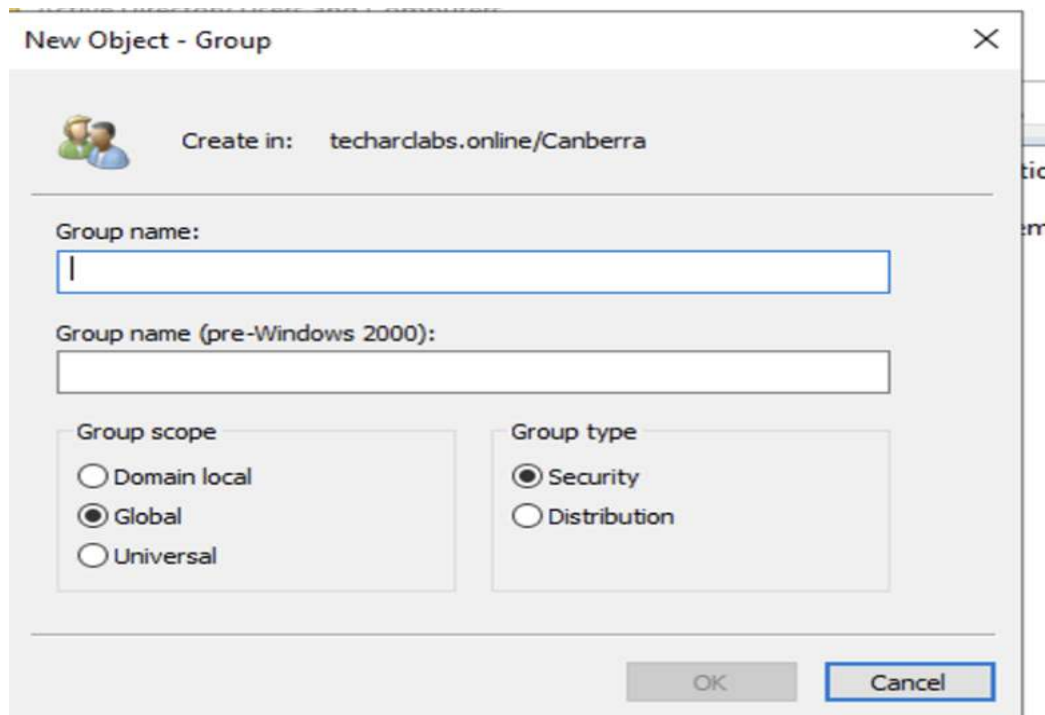 New Object - Group
Create in: techarclabs.online/Canberra
Group name:
Group name (pre-Windows 2000):
Group scope
Group type
Domain local
Security
Global
Distribution
Universal
OK
Cancel